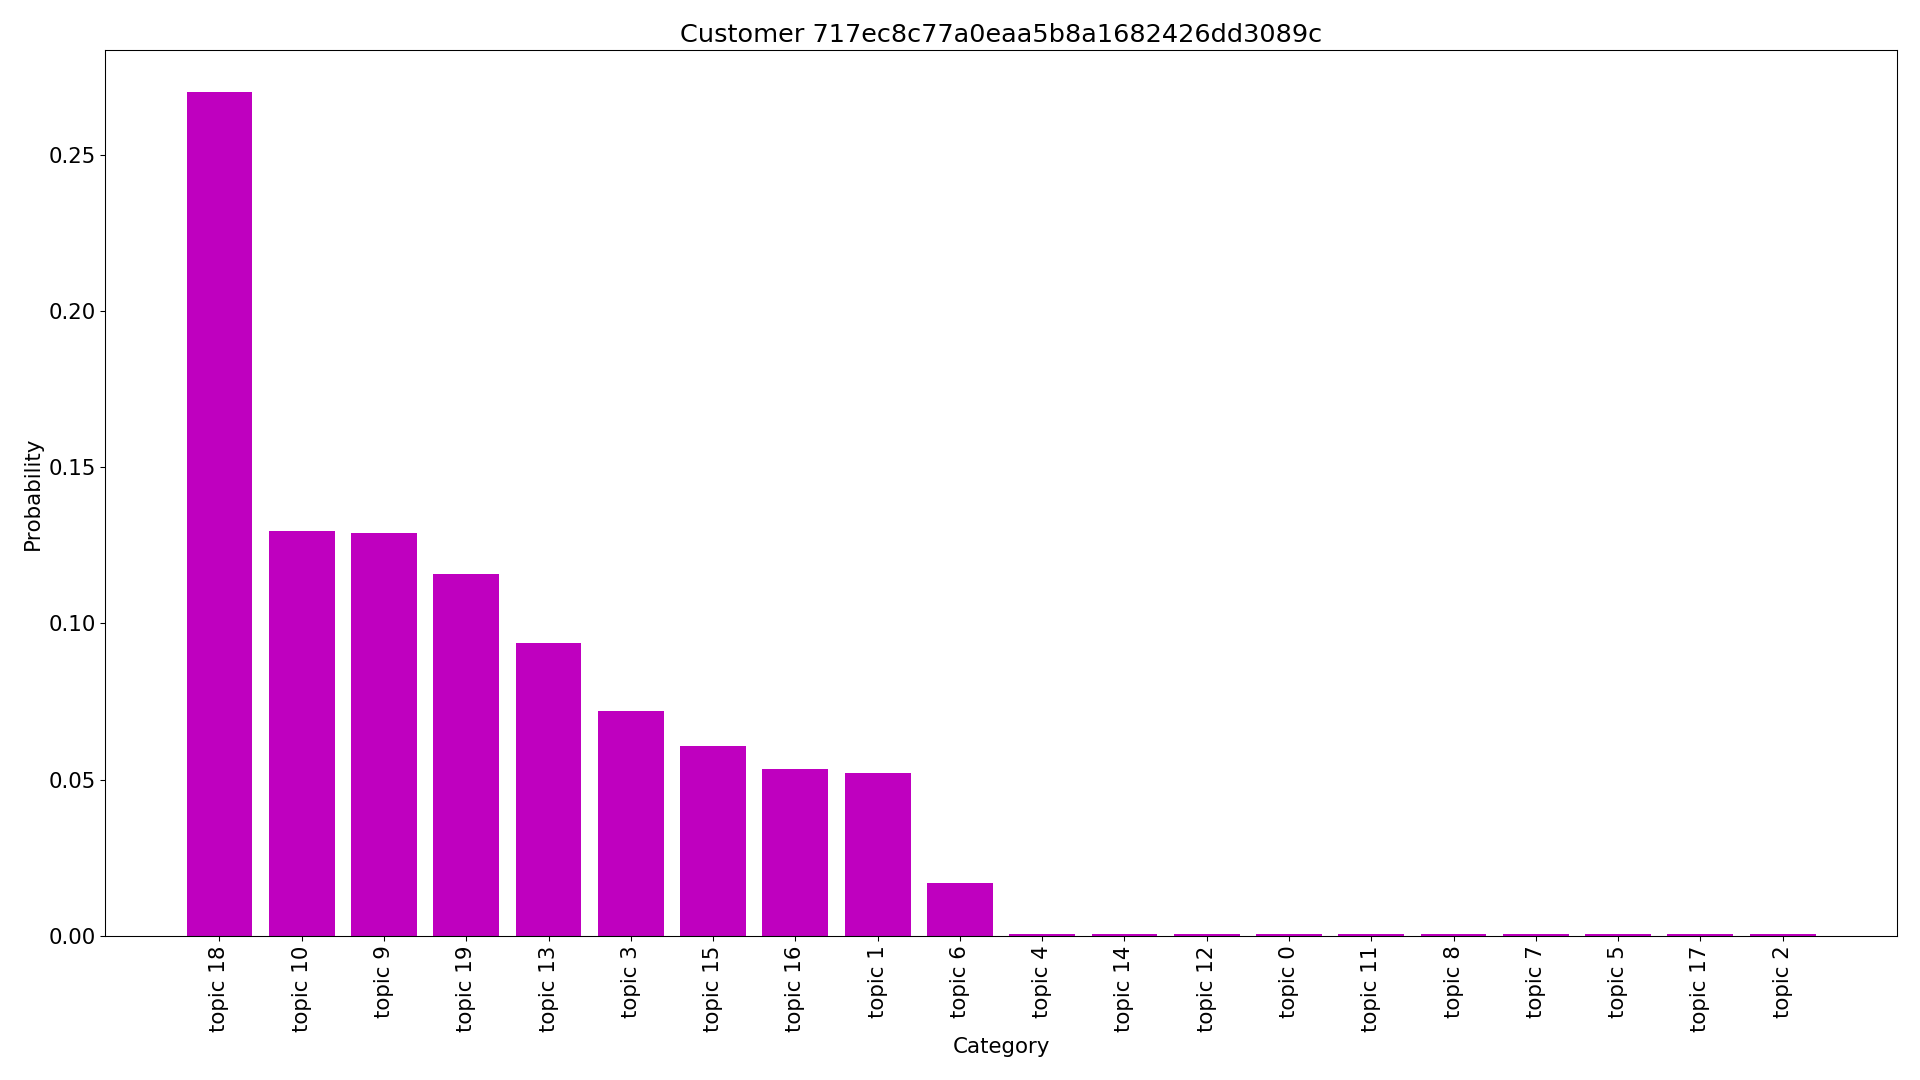 Customer 717ec8c77a0eaa5b8a1682426dd3089c
Probability
0.25
0.20
0.15
0.10
0.05
0.00
topic 18
topic 10
topic 9
topic 19
topic 13
topic 3
topic 15
topic 16
topic 1
topic 6
topic 4
topic 14
topic 12
topic 0
topic 11
topic 8
topic 7
topic 5
topic 17
topic 2
Category